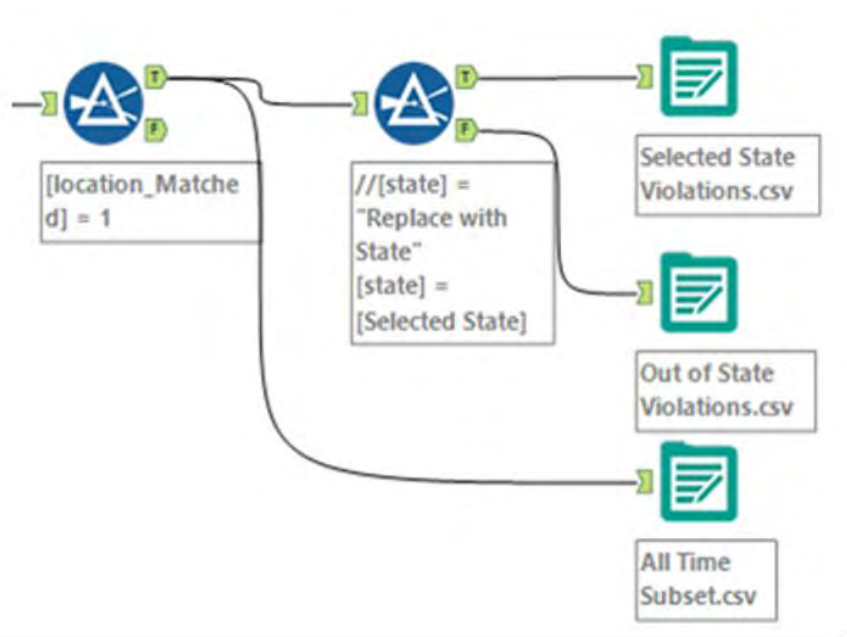 T
F
[location_Matche
d] = 1
T
F
//[state] =
"Replace with
State"
[state] =
[Selected State]
Selected State
Violations.csv
Out of State
Violations.csv
All Time
Subset.csv